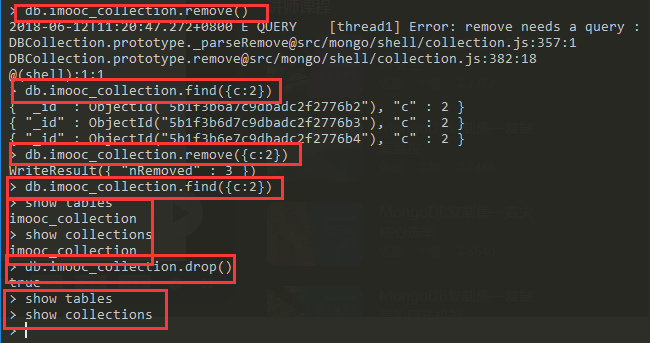 > db.imooc_collection.remove()
2018-06-12T11:20:47.272+0800 E QUERY    [thread1] Error: remove needs a query :
DBCollection.prototype._parseRemove@src/mongo/shell/collection.js:357:1
DBCollection.prototype.remove@src/mongo/shell/collection.js:382:18
@(shell):1:1
> db.imooc_collection.find({c:2})
{ "_id" : ObjectId("5b1f3b6a7c9dbadc2f2776b2"), "c" : 2 }
{ "_id" : ObjectId("5b1f3b6d7c9dbadc2f2776b3"), "c" : 2 }
{ "_id" : ObjectId("5b1f3b6e7c9dbadc2f2776b4"), "c" : 2 }
> db.imooc_collection.remove({c:2})
WriteResult({ "nRemoved" : 3 })
> db.imooc_collection.find({c:2})
> show tables
imooc_collection
> show collections
imooc_collection
> db.imooc_collection.drop()
true
> show tables
> show collections
>